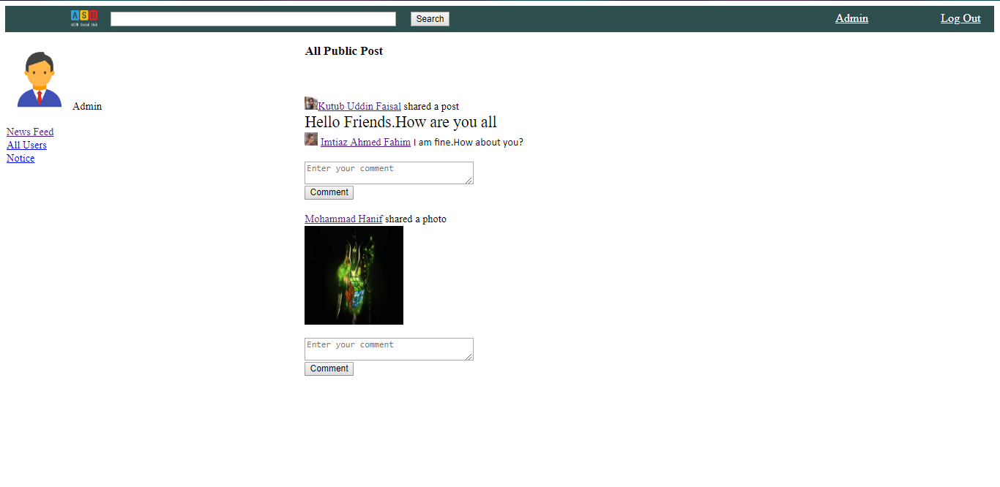 ASH
Search
Admin
Log Out
All Public Post
Admin
News Feed
All Users
Notice
Kutub Uddin Faisal shared a post
Hello Friends.How are you all
Imtiaz Ahmed Fahim I am fine.How about you?
Enter your comment
Comment
Mohammad Hanif shared a photo
Enter your comment
Comment